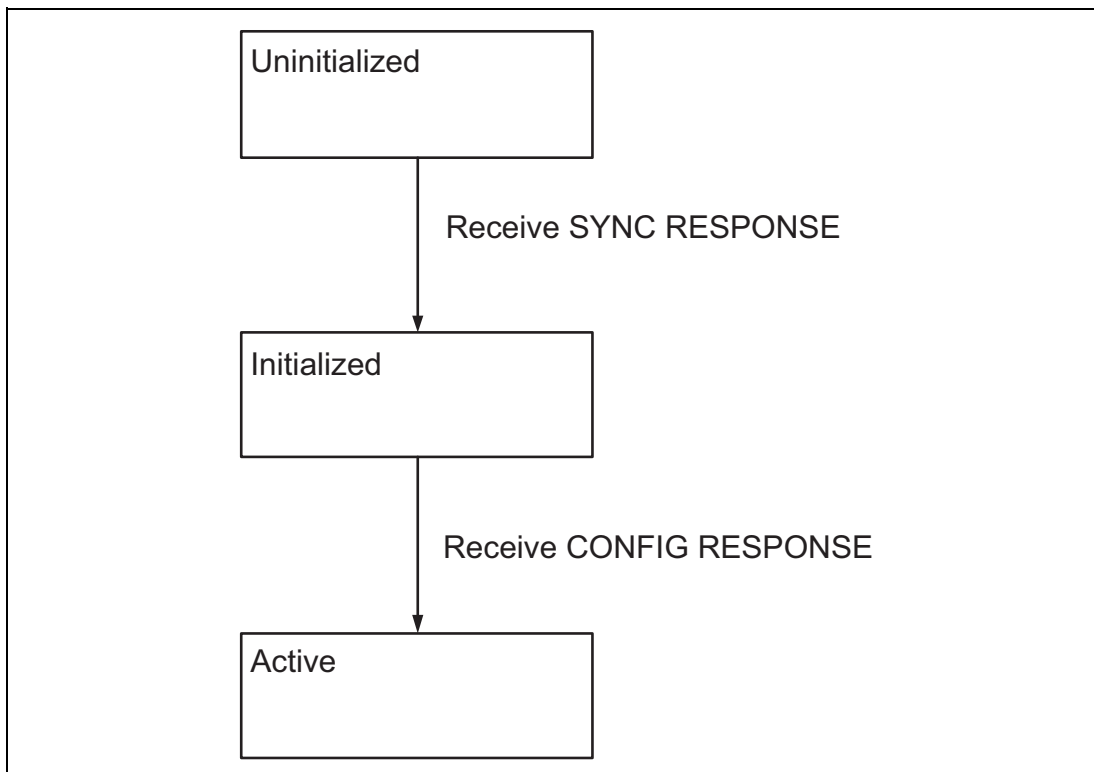 Uninitialized
Receive SYNC RESPONSE
Initialized
Receive CONFIG RESPONSE
Active